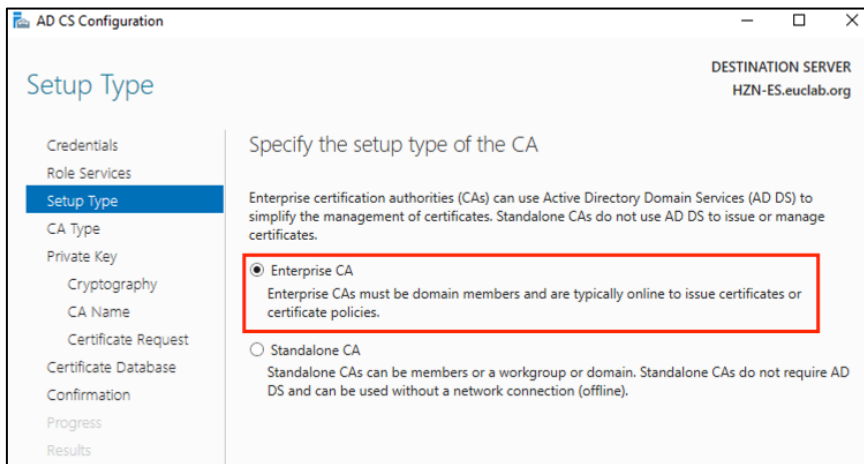 AD CS Configuration
DESTINATION SERVER
HZN-ES.euclab.org
Setup Type
Credentials
Role Services
Setup Type
CA Type
Private Key
Cryptography
CA Name
Certificate Request
Certificate Database
Confirmation
Progress
Results
Specify the setup type of the CA
Enterprise certification authorities (CAs) can use Active Directory Domain Services (AD DS) to
simplify the management of certificates. Standalone CAs do not use AD DS to issue or manage
certificates.
Enterprise CA
Enterprise CAs must be domain members and are typically online to issue certificates or
certificate policies.
Standalone CA
Standalone CAs can be members or a workgroup or domain. Standalone CAs do not require AD
DS and can be used without a network connection (offline).